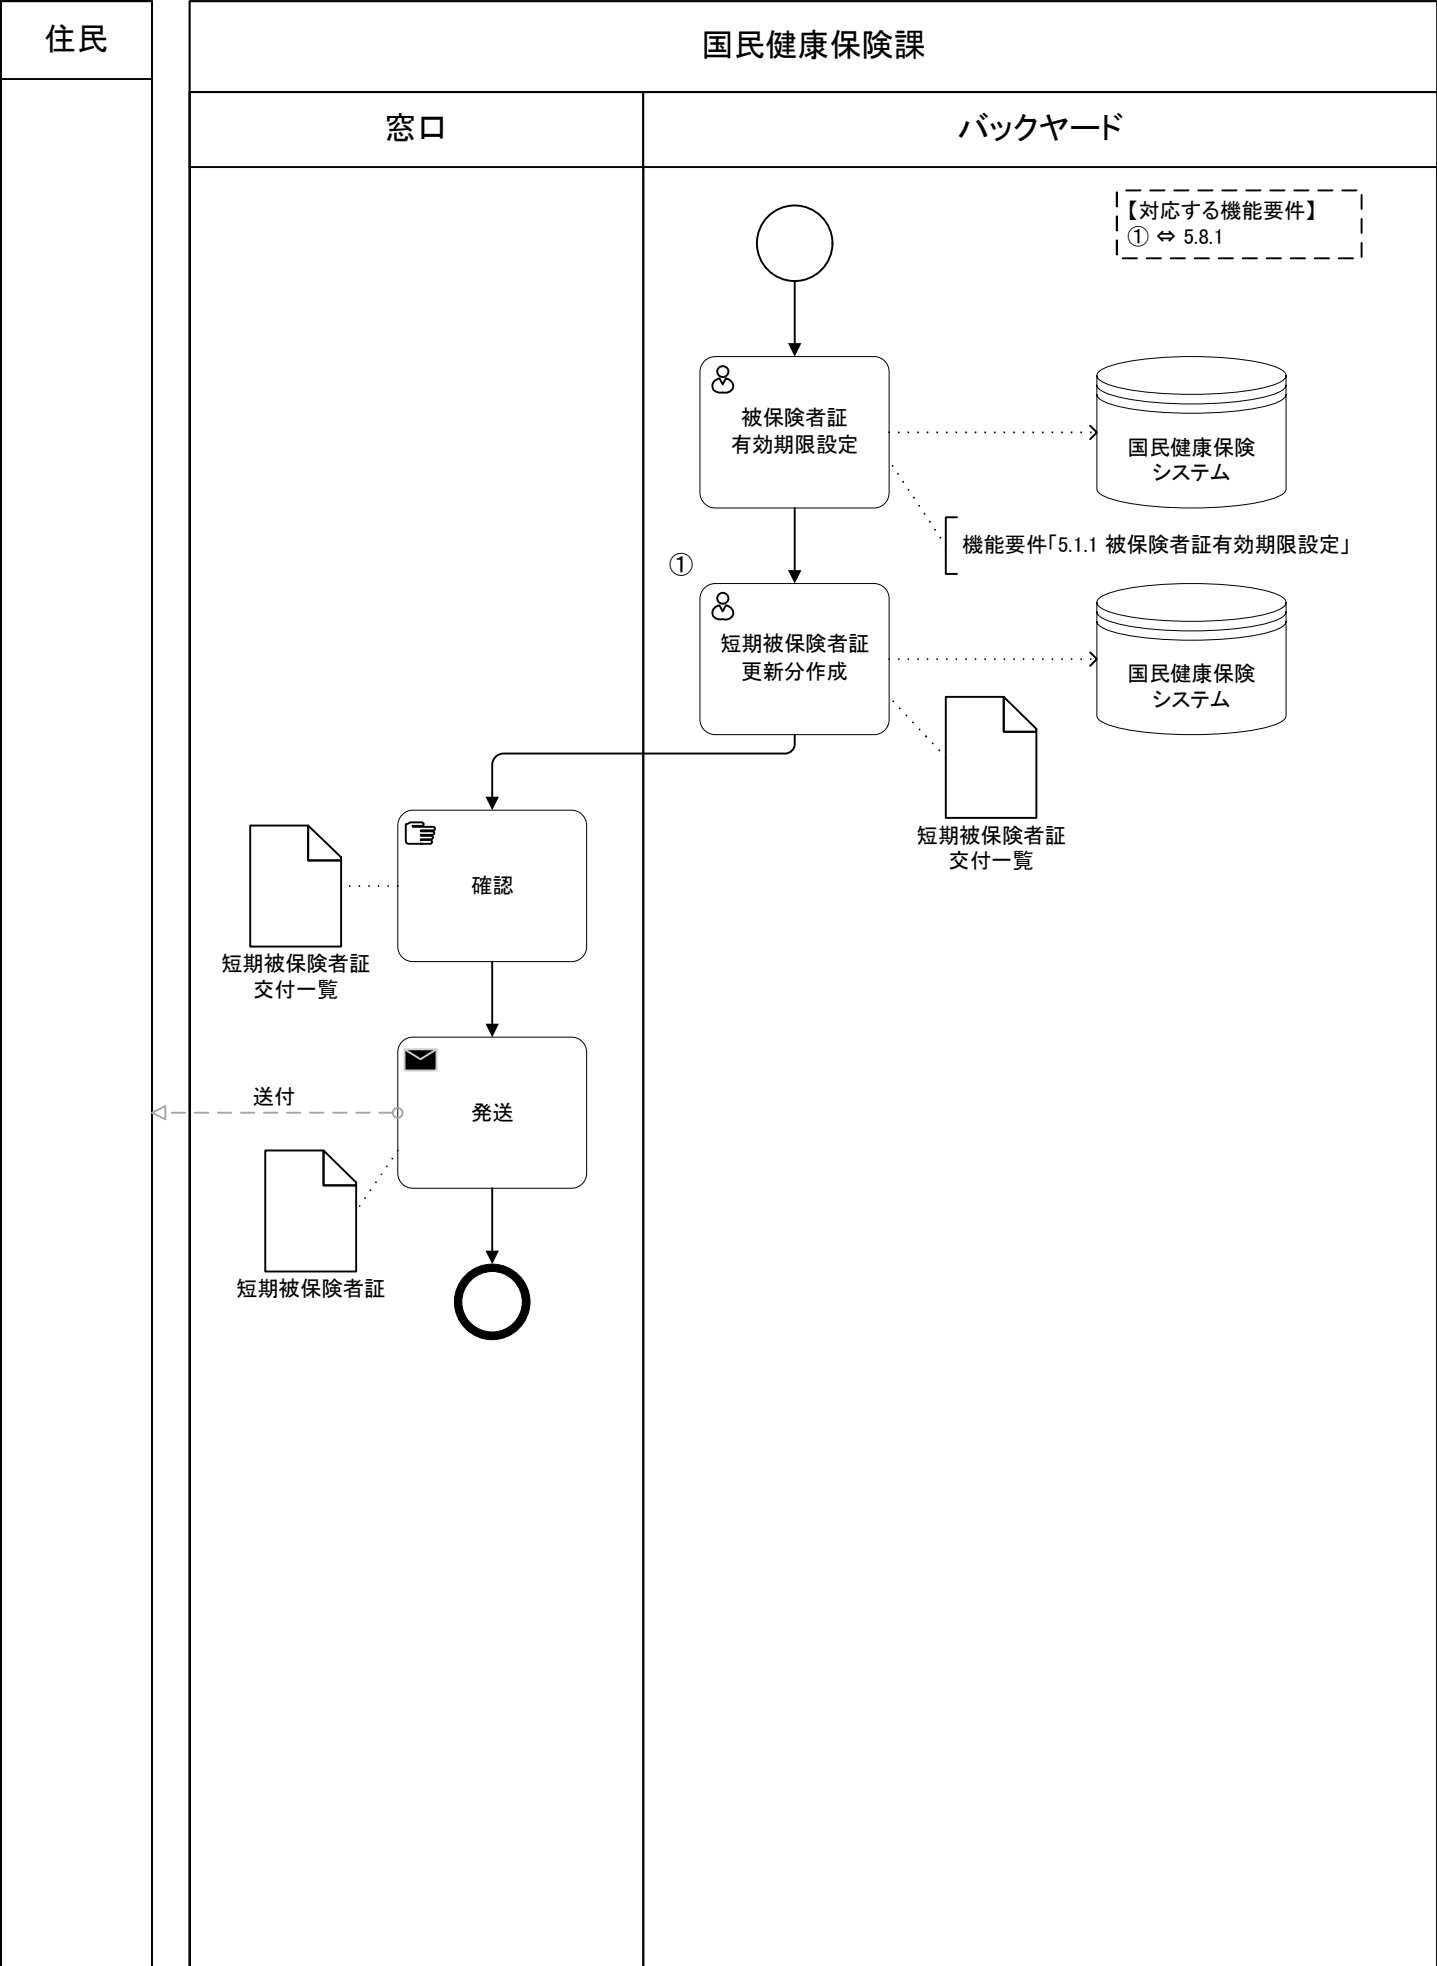 住民
国民健康保険課
窓口
バックヤード
【対応する機能要件】
① ⇔ 5.8.1
被保険者証
有効期限設定
国民健康保険
システム
機能要件「5.1.1 被保険者証有効期限設定」
①
短期被保険者証
更新分作成
国民健康保険
システム
短期被保険者証
交付一覧
確認
短期被保険者証
交付一覧
送付
発送
短期被保険者証